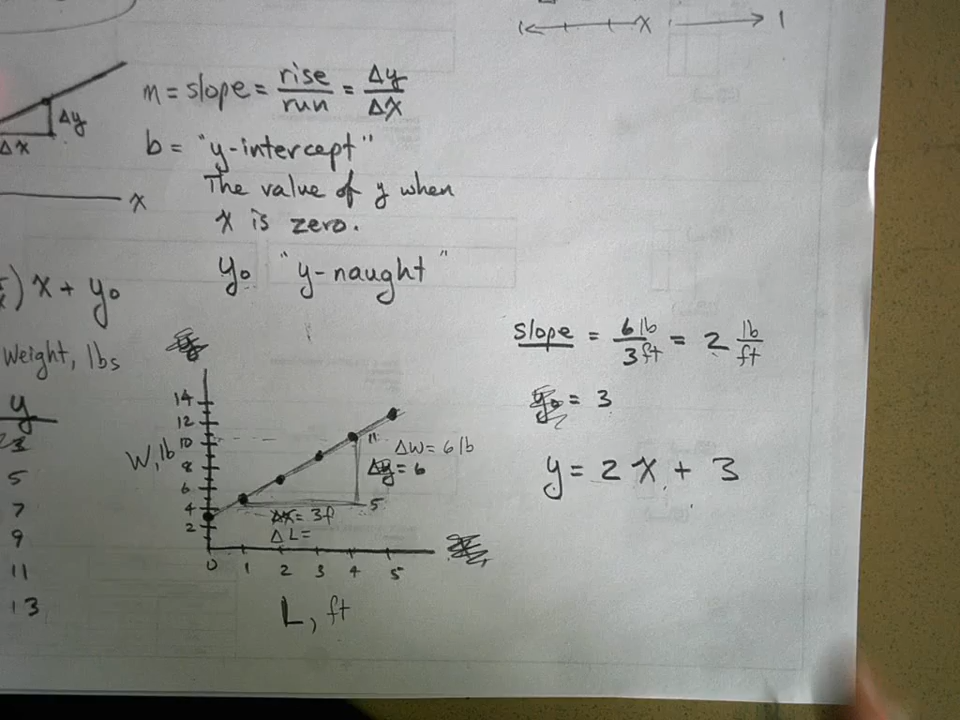 x 1
m = slope = rise/run = Δy/Δx
Δy
Δx
x
b = "y-intercept"
The value of y when
x is zero.
y₀ "y-naught"
) x + y₀
Weight, lbs
y
3
5
7
9
11
13
W, lb
14
12
10
8
6
4
2
11
ΔW = 6 lb
= 6
5
Δx = 3f
ΔL =
0 1 2 3 4 5
L, ft
slope = 6 lb/3 ft = 2 lb/ft
= 3
y = 2x + 3